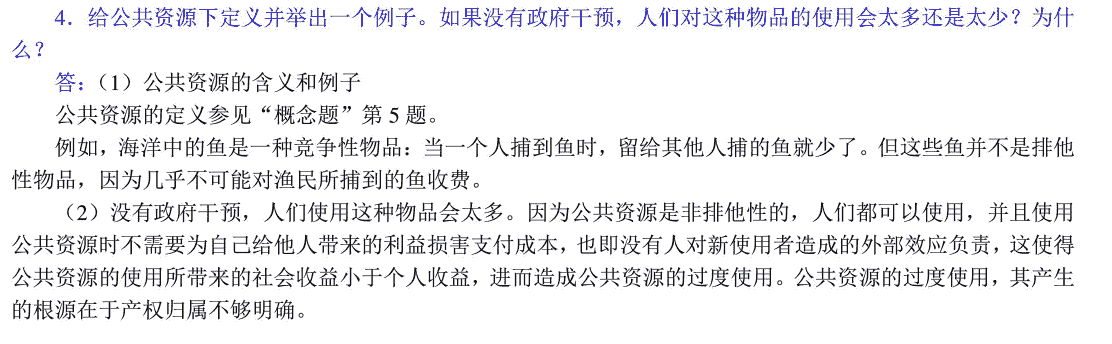 4．给公共资源下定义并举出一个例子。如果没有政府干预，人们对这种物品的使用会太多还是太少？为什
么？
答：（1）公共资源的含义和例子
公共资源的定义参见“概念题”第 5 题。
例如，海洋中的鱼是一种竞争性物品：当一个人捕到鱼时，留给其他人捕的鱼就少了。但这些鱼并不是排他
性物品，因为几乎不可能对渔民所捕到的鱼收费。
（2）没有政府干预，人们使用这种物品会太多。因为公共资源是非排他性的，人们都可以使用，并且使用
公共资源时不需要为自己给他人带来的利益损害支付成本，也即没有人对新使用者造成的外部效应负责，这使得
公共资源的使用所带来的社会收益小于个人收益，进而造成公共资源的过度使用。公共资源的过度使用，其产生
的根源在于产权归属不够明确。